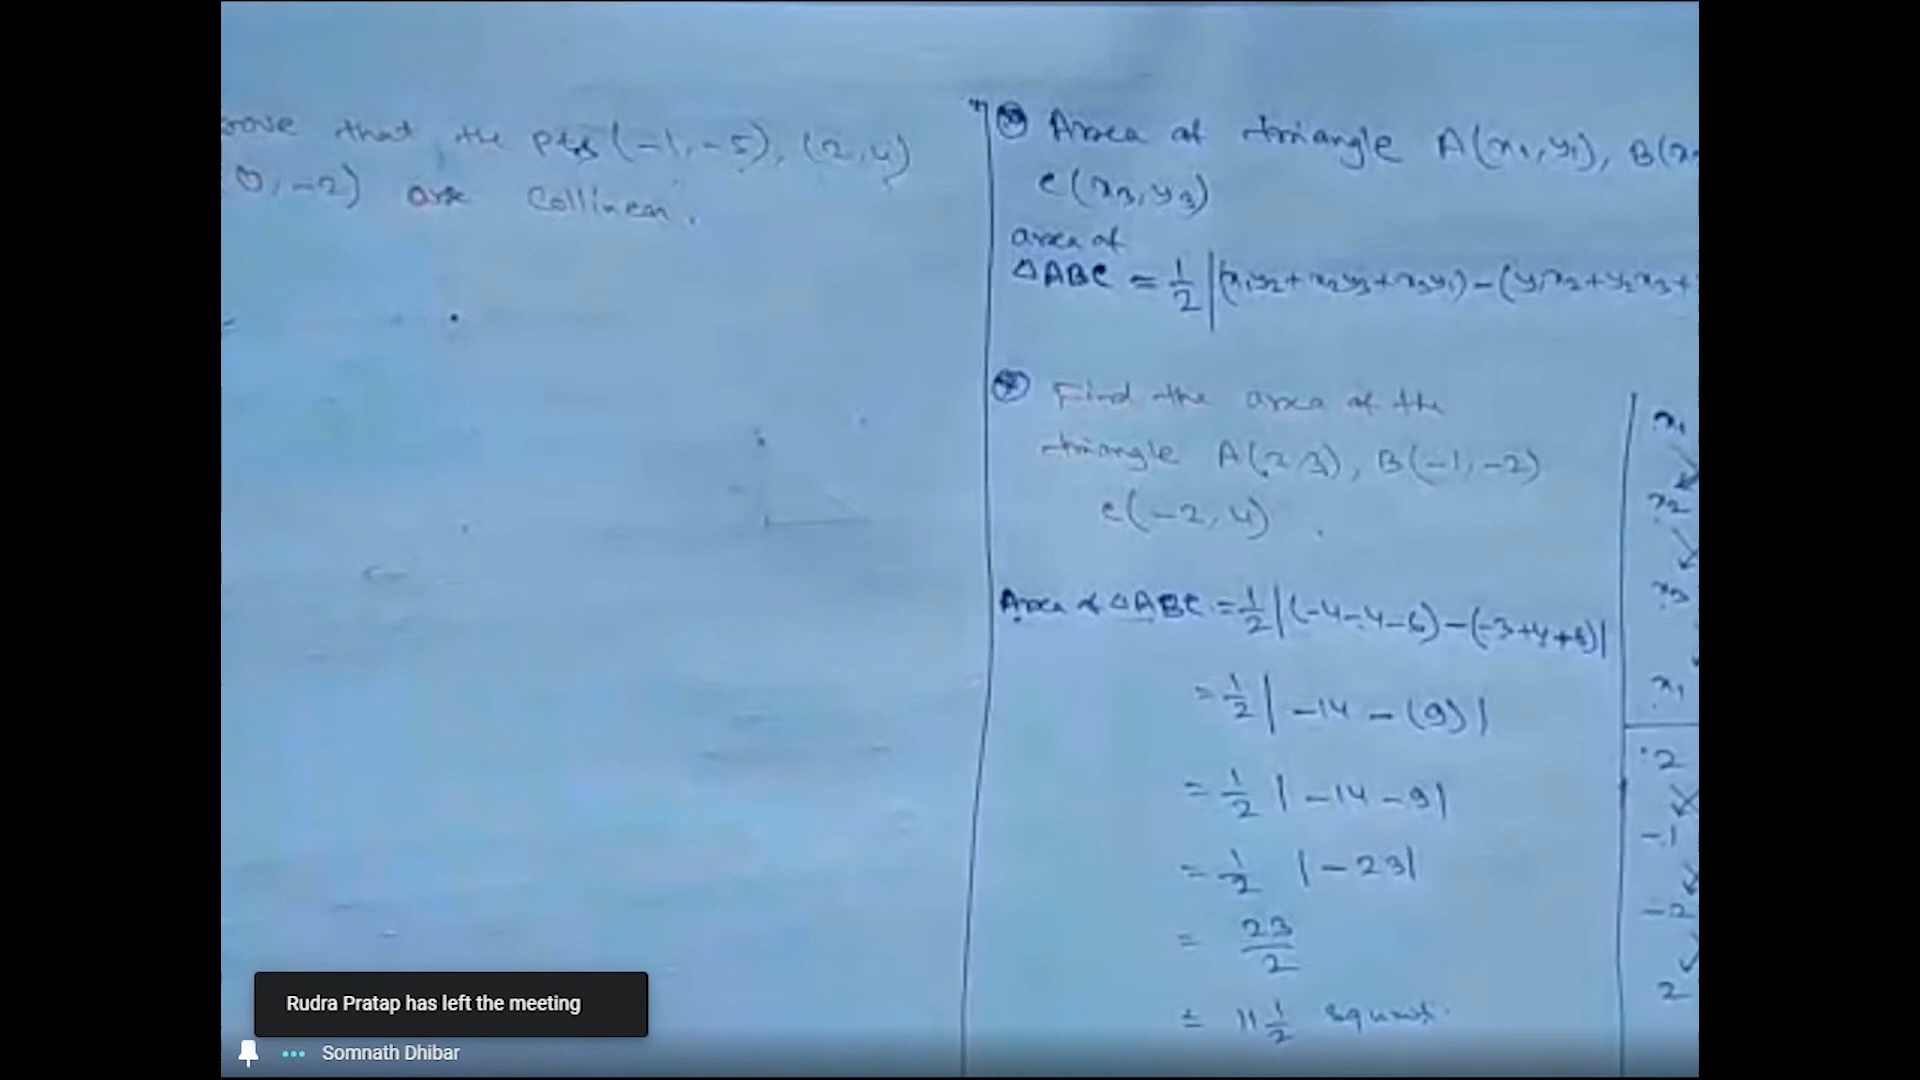 rove that the pts (-1,-5), (2,4)
0,-2) are Collinear.
Area of triangle A(x₁,y₁), B(x
C(x₃,y₃)
area of
△ABC = 1/2 |(x₁y₂+x₂y₃+x₃y₁)-(y₁x₂+y₂x₃+
Find the area of the
triangle A(2,3), B(-1,-2)
C(-2,4).
Area of △ABC = 1/2 |(-4-4-6)-(-3+4+8)|
= 1/2 | -14 - (9) |
= 1/2 | -14 - 9 |
= 1/2 | -23 |
= 23/2
= 11 1/2 squnit.
x₁
x₂
x₃
x₁
2
-1
-2
2
Rudra Pratap has left the meeting
Somnath Dhibar